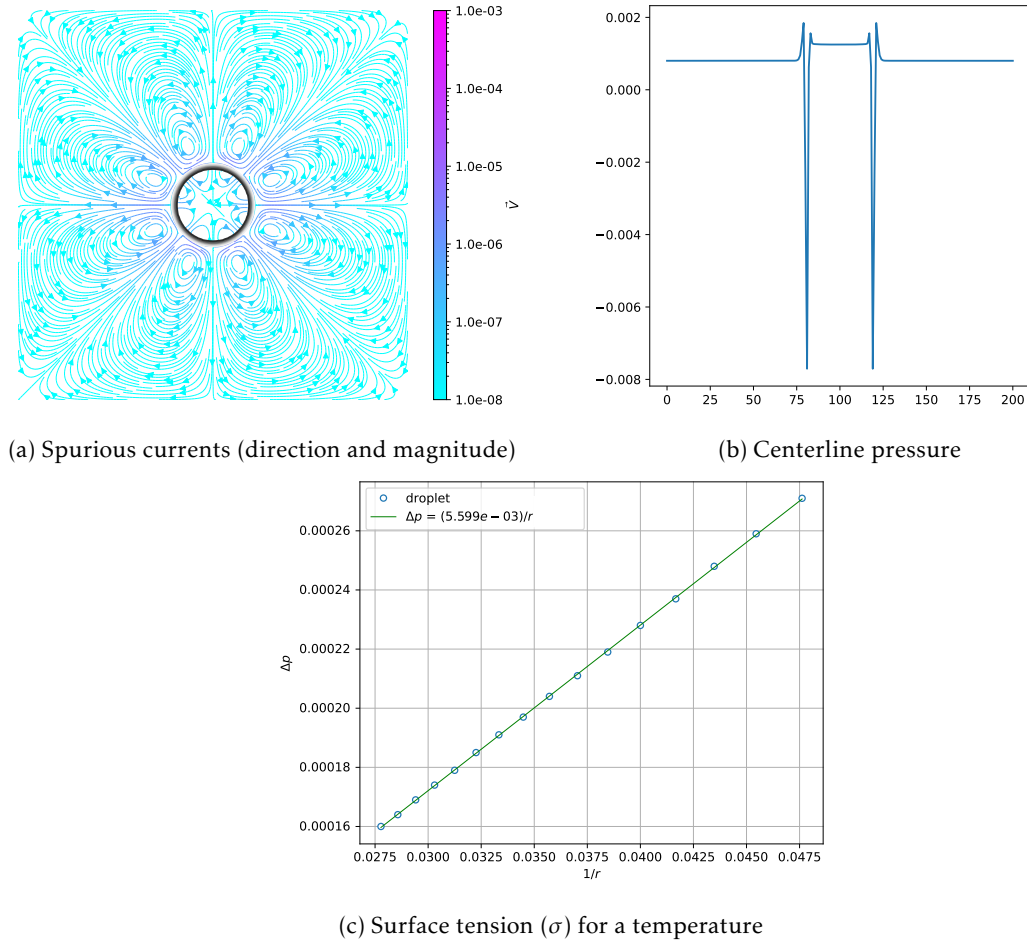 1.0e-03
1.0e-04
1.0e-05
1.0e-06
1.0e-07
1.0e-08
V⃗
(a) Spurious currents (direction and magnitude)
0.002
0.000
−0.002
−0.004
−0.006
−0.008
0 25 50 75 100 125 150 175 200
(b) Centerline pressure
droplet
Δp = (5.599e − 03)/r
0.00026
0.00024
0.00022
0.00020
0.00018
0.00016
Δp
0.0275 0.0300 0.0325 0.0350 0.0375 0.0400 0.0425 0.0450 0.0475
1/r
(c) Surface tension (σ) for a temperature